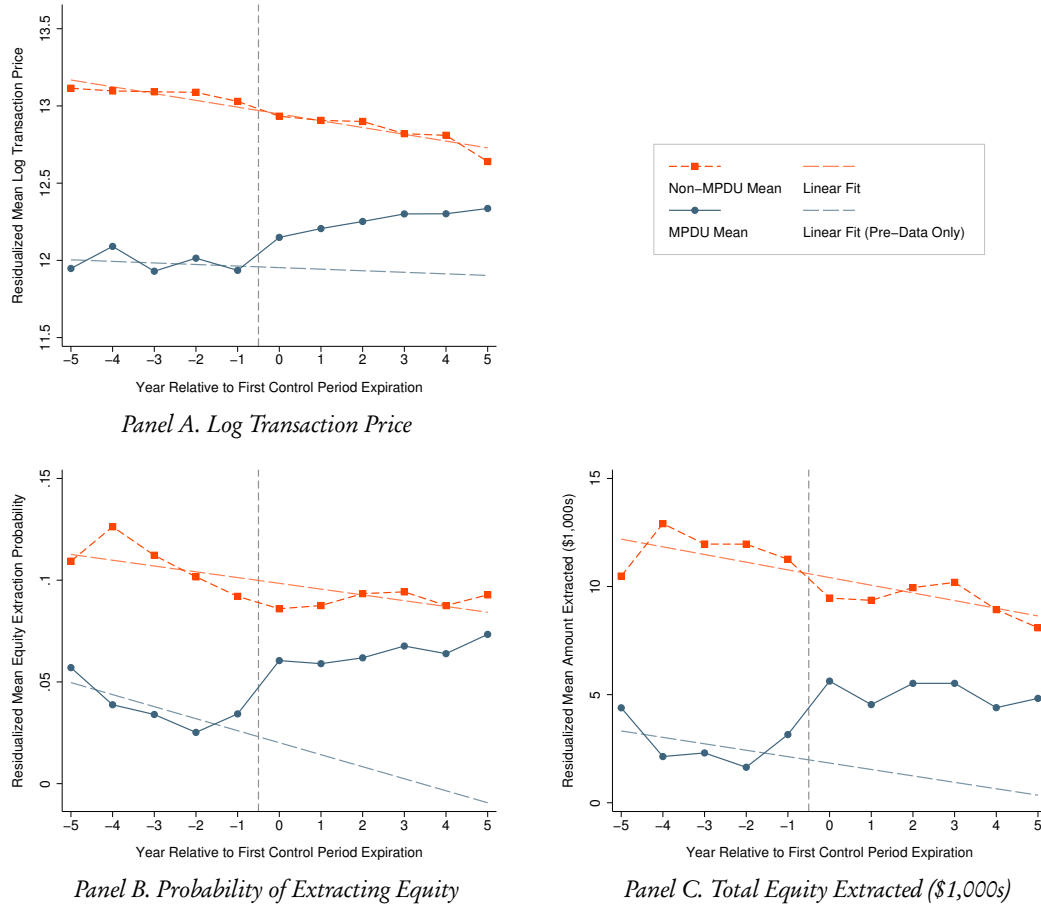 Residualized Mean Log Transaction Price
13.5
13
12.5
12
11.5
−5 −4 −3 −2 −1 0 1 2 3 4 5
Year Relative to First Control Period Expiration
Panel A. Log Transaction Price
Non−MPDU Mean Linear Fit
MPDU Mean Linear Fit (Pre−Data Only)
Residualized Mean Equity Extraction Probability
.15
.1
.05
0
−5 −4 −3 −2 −1 0 1 2 3 4 5
Year Relative to First Control Period Expiration
Panel B. Probability of Extracting Equity
Residualized Mean Amount Extracted ($1,000s)
15
10
5
0
−5 −4 −3 −2 −1 0 1 2 3 4 5
Year Relative to First Control Period Expiration
Panel C. Total Equity Extracted ($1,000s)